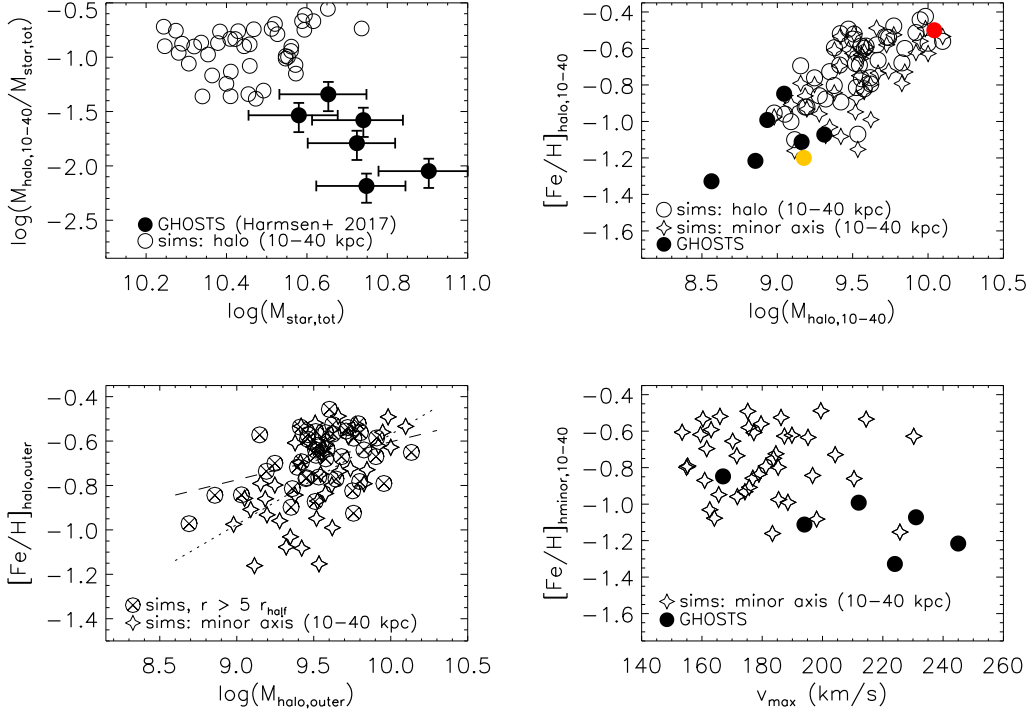 log(M_halo,10-40/M_star,tot)
-0.5
-1.0
-1.5
-2.0
-2.5
GHOSTS (Harmsen+ 2017)
sims: halo (10-40 kpc)
10.2 10.4 10.6 10.8 11.0
log(M_star,tot)
[Fe/H]_halo,10-40
-0.4
-0.6
-0.8
-1.0
-1.2
-1.4
-1.6
sims: halo (10-40 kpc)
sims: minor axis (10-40 kpc)
GHOSTS
8.5 9.0 9.5 10.0 10.5
log(M_halo,10-40)
[Fe/H]_halo,outer
-0.4
-0.6
-0.8
-1.0
-1.2
-1.4
sims, r > 5 r_half
sims: minor axis (10-40 kpc)
8.5 9.0 9.5 10.0 10.5
log(M_halo,outer)
[Fe/H]_hminor,10-40
-0.4
-0.6
-0.8
-1.0
-1.2
-1.4
-1.6
sims: minor axis (10-40 kpc)
GHOSTS
140 160 180 200 220 240 260
v_max (km/s)